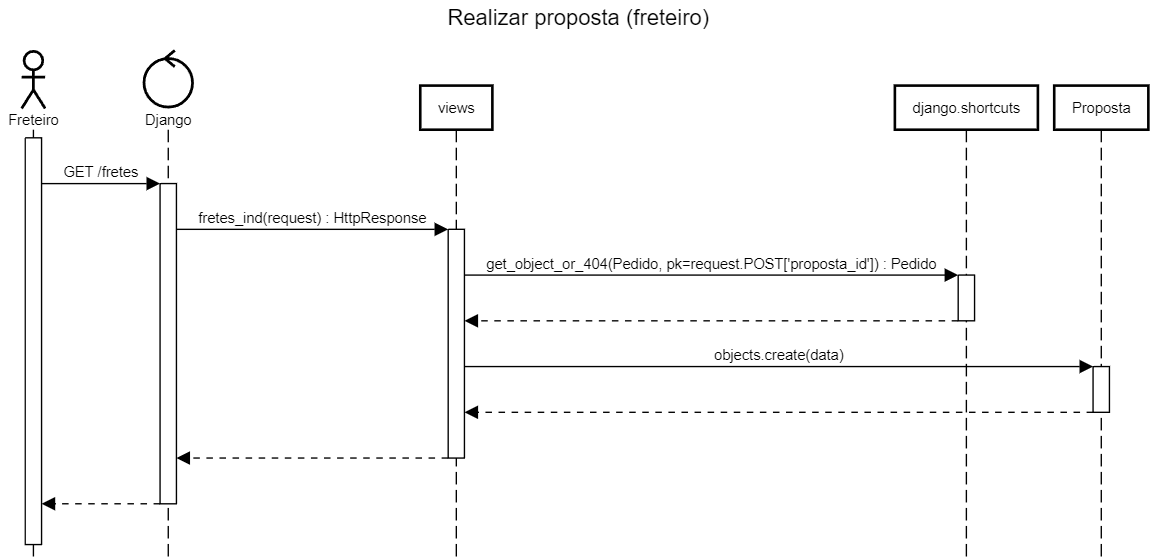 Realizar proposta (freteiro)
Freteiro
Django
views
django.shortcuts
Proposta
GET /fretes
fretes_ind(request) : HttpResponse
get_object_or_404(Pedido, pk=request.POST['proposta_id']) : Pedido
objects.create(data)